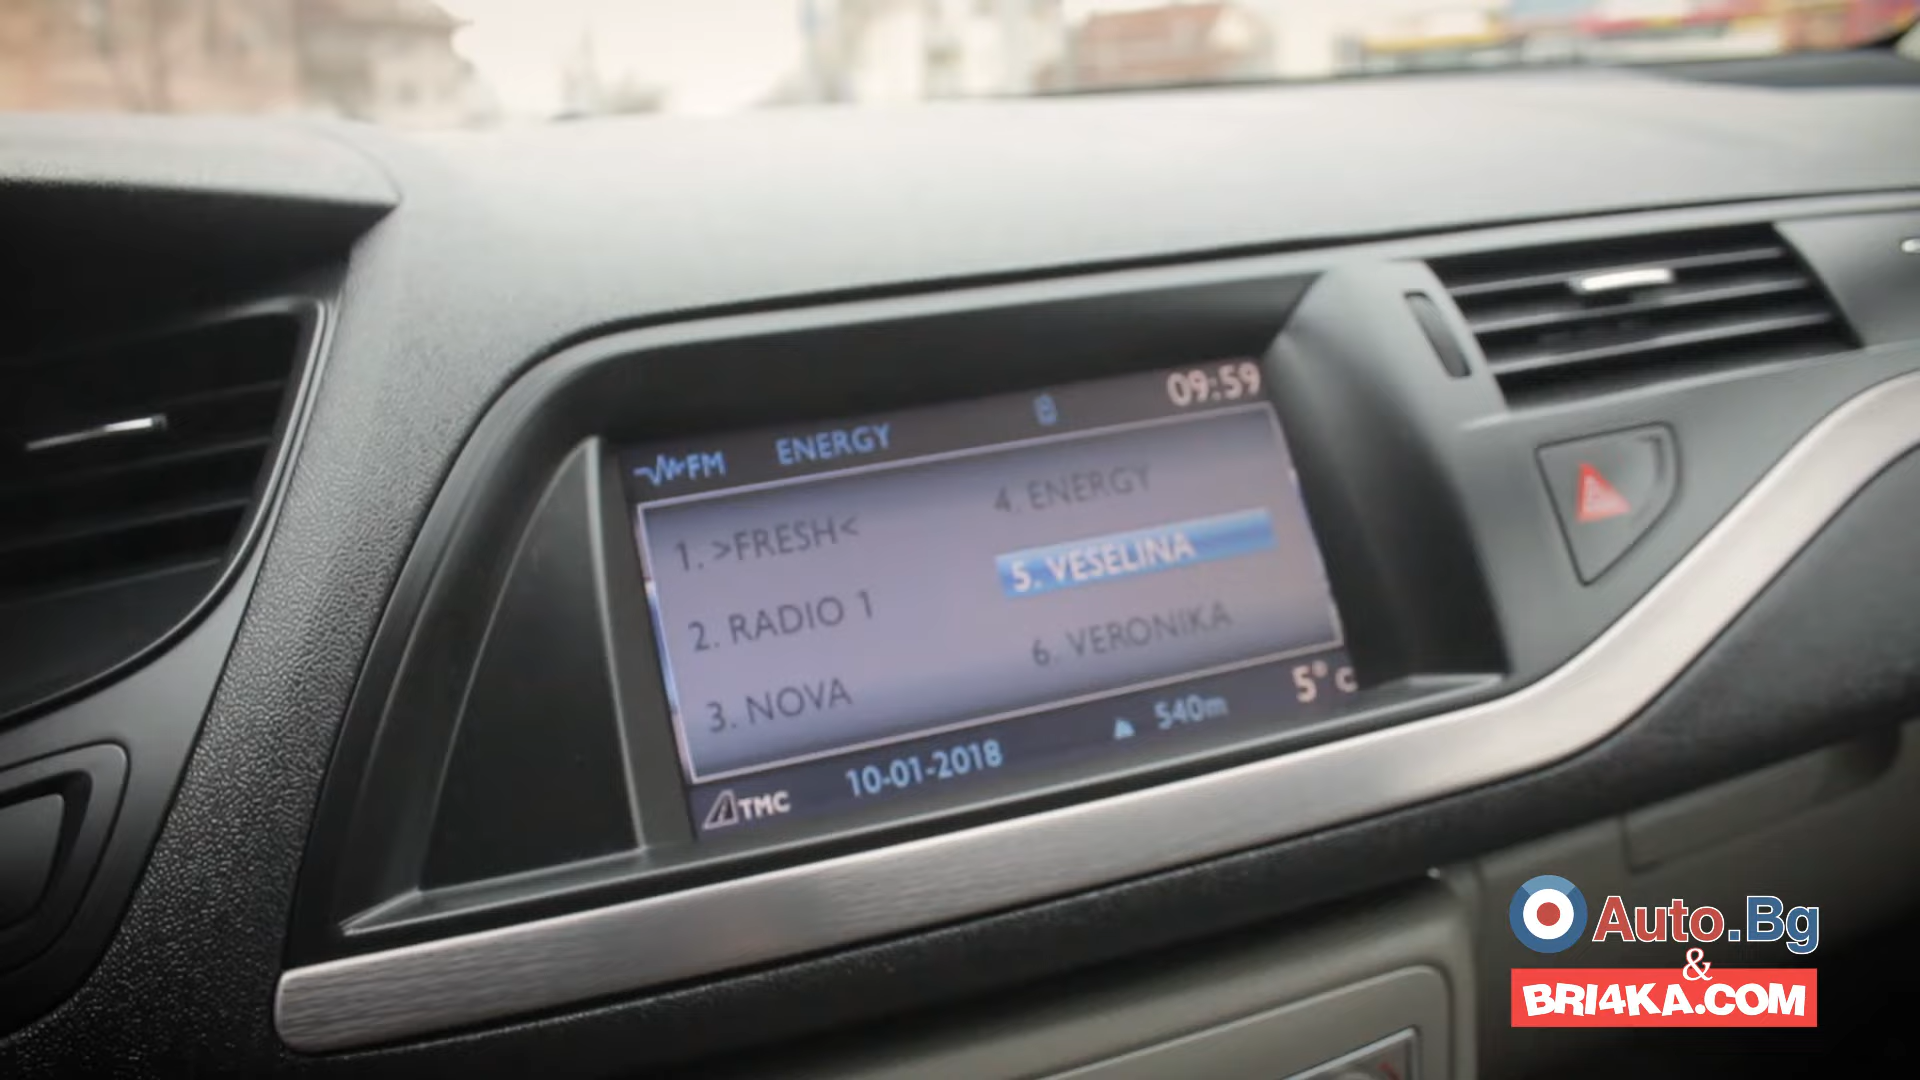 FM ENERGY 09:59
1. >FRESH<
2. RADIO 1
3. NOVA
4. ENERGY
5. VESELINA
6. VERONIKA
5° C
TMC 10-01-2018 540m
Auto.Bg
&
BRI4KA.COM